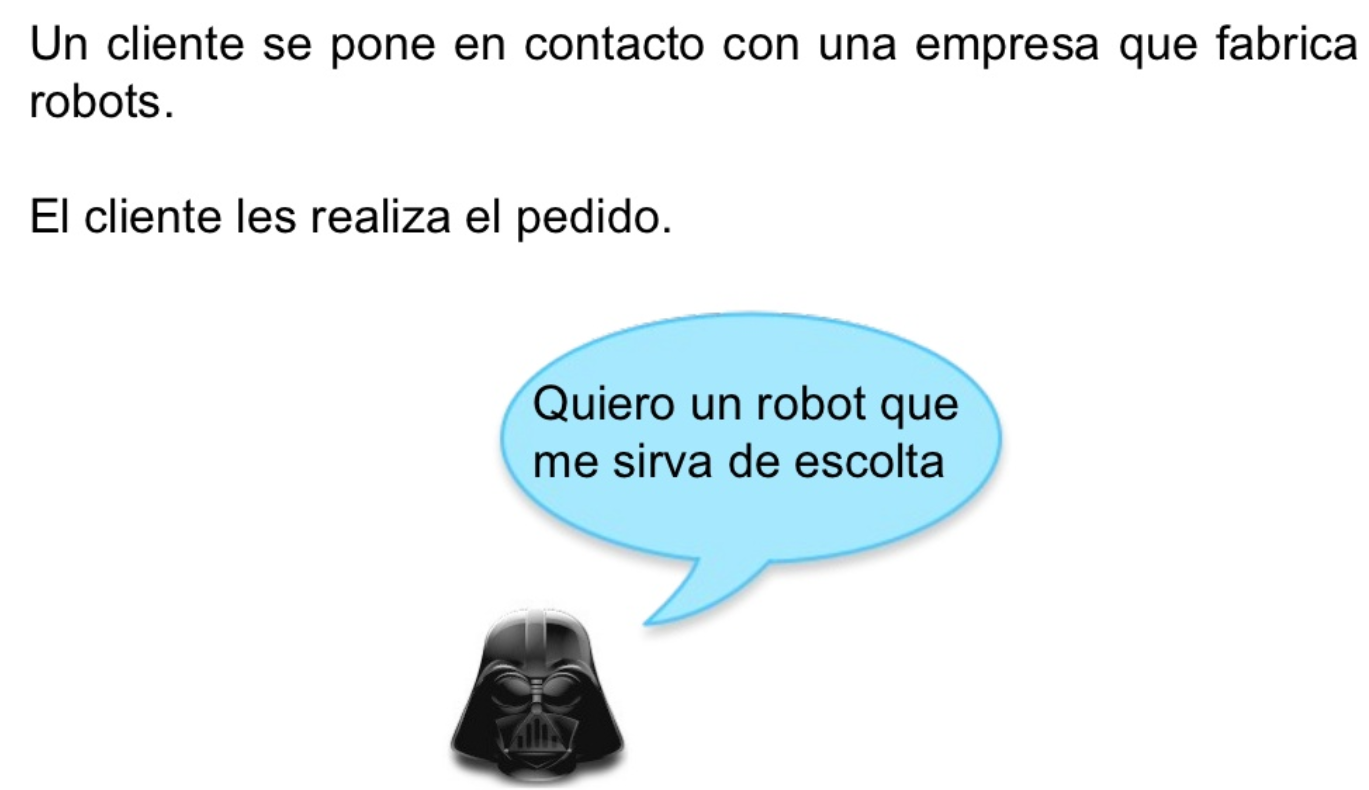 Un cliente se pone en contacto con una empresa que fabrica
robots.
El cliente les realiza el pedido.
Quiero un robot que
me sirva de escolta